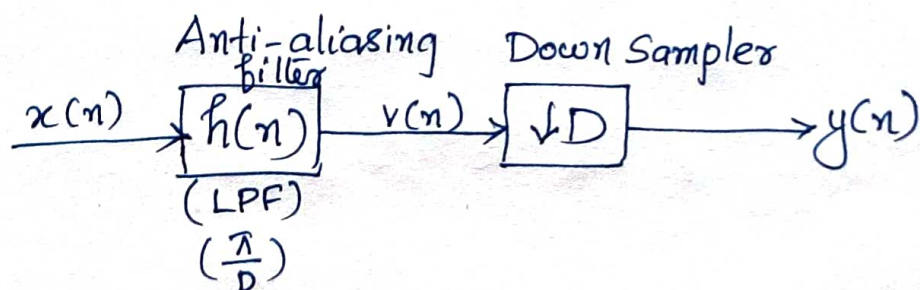 Anti-aliasing Down Sampler
filter
x(n) h(n) v(n) ↓D y(n)
(LPF)
(π/D)